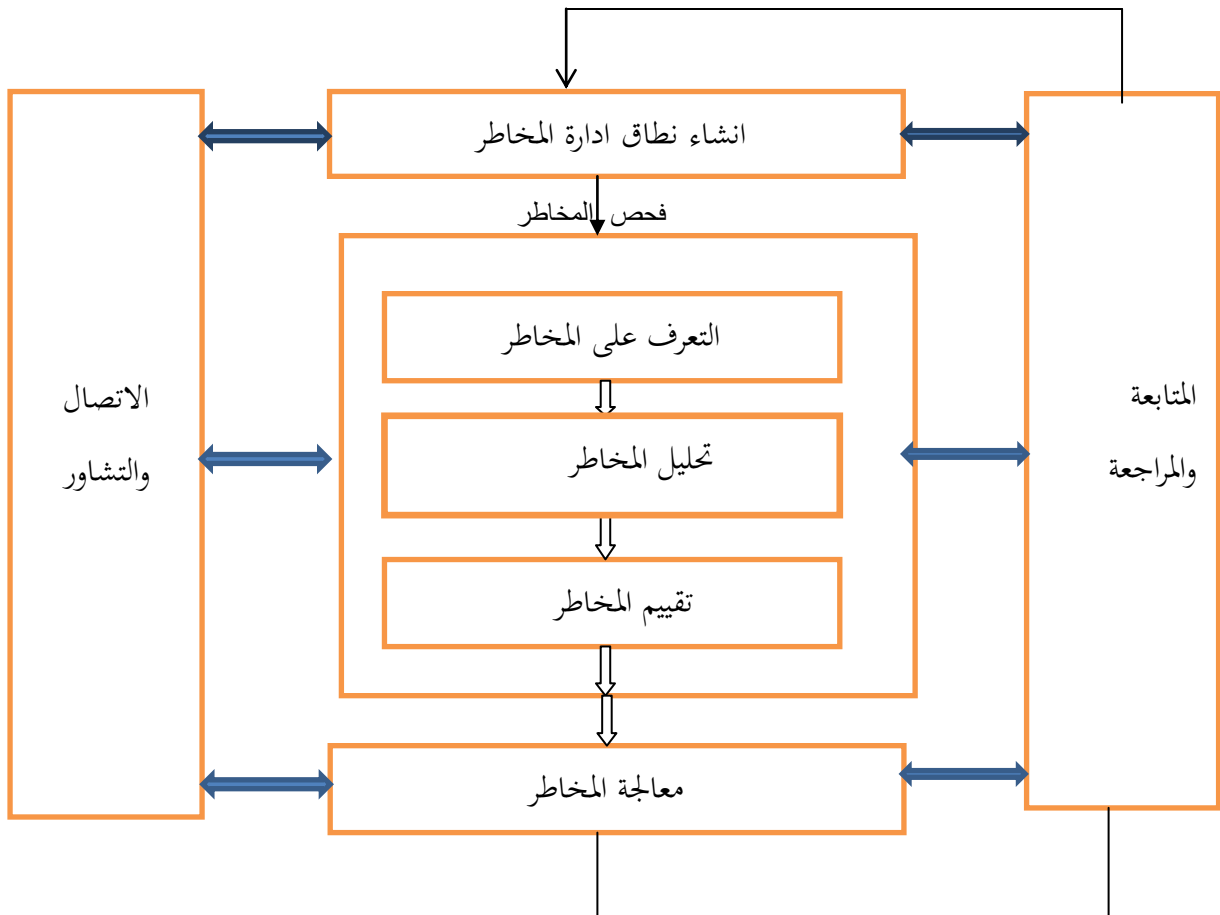 انشاء نطاق ادارة المخاطر
فحص المخاطر
التعرف على المخاطر
تحليل المخاطر
تقييم المخاطر
معالجة المخاطر
المتابعة
والمراجعة
الاتصال
والتشاور